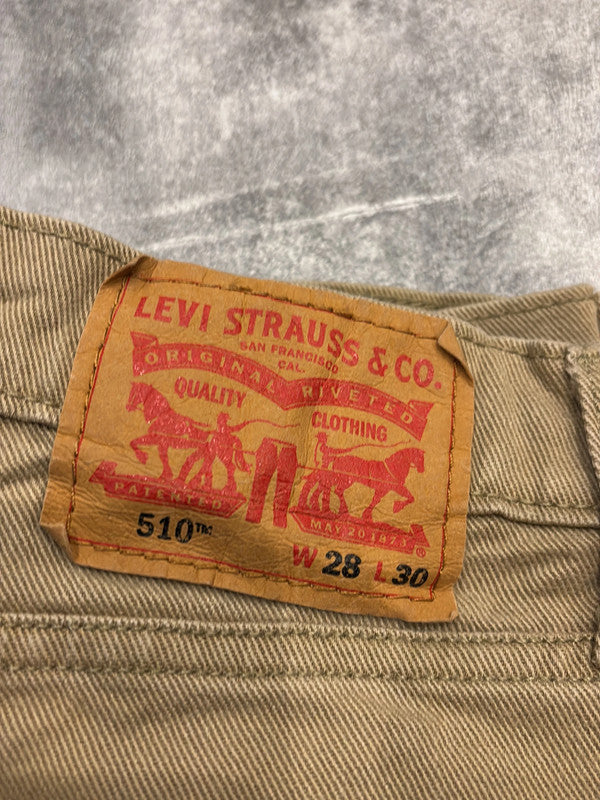 LEVI STRAUSS & CO.
SAN FRANCISCO
CAL.
ORIGINAL RIVETED
QUALITY CLOTHING
PATENTED MAY 20 1873 ®
510™
W 28 L 30